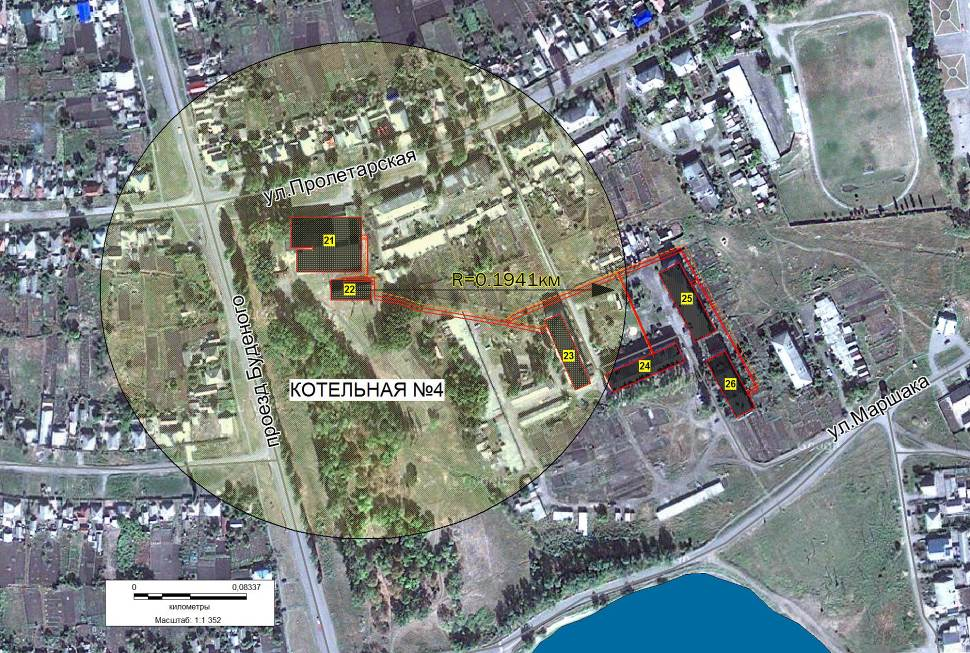 ул.Пролетарская
21
22
R=0.1941км
25
проезд Буденого
23
24
26
КОТЕЛЬНАЯ №4
ул.Маршака
0 0,08337
километры
Масштаб: 1:1 352